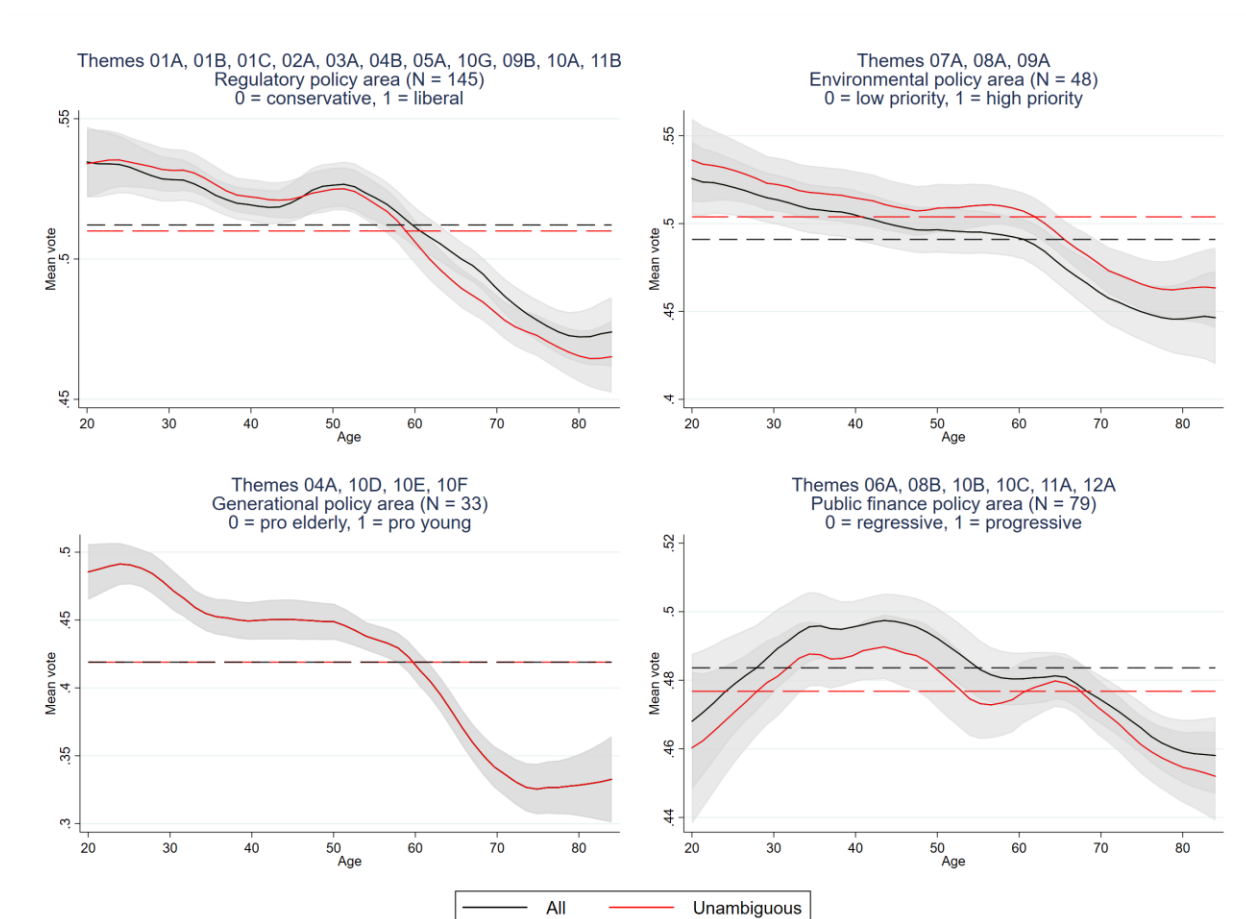 Themes 01A, 01B, 01C, 02A, 03A, 04B, 05A, 10G, 09B, 10A, 11B
Regulatory policy area (N = 145)
0 = conservative, 1 = liberal
.55
.5
.45
Mean vote
20 30 40 50 60 70 80
Age
Themes 07A, 08A, 09A
Environmental policy area (N = 48)
0 = low priority, 1 = high priority
.55
.5
.45
.4
Mean vote
20 30 40 50 60 70 80
Age
Themes 04A, 10D, 10E, 10F
Generational policy area (N = 33)
0 = pro elderly, 1 = pro young
.5
.45
.4
.35
.3
Mean vote
20 30 40 50 60 70 80
Age
Themes 06A, 08B, 10B, 10C, 11A, 12A
Public finance policy area (N = 79)
0 = regressive, 1 = progressive
.52
.5
.48
.46
.44
Mean vote
20 30 40 50 60 70 80
Age
All Unambiguous